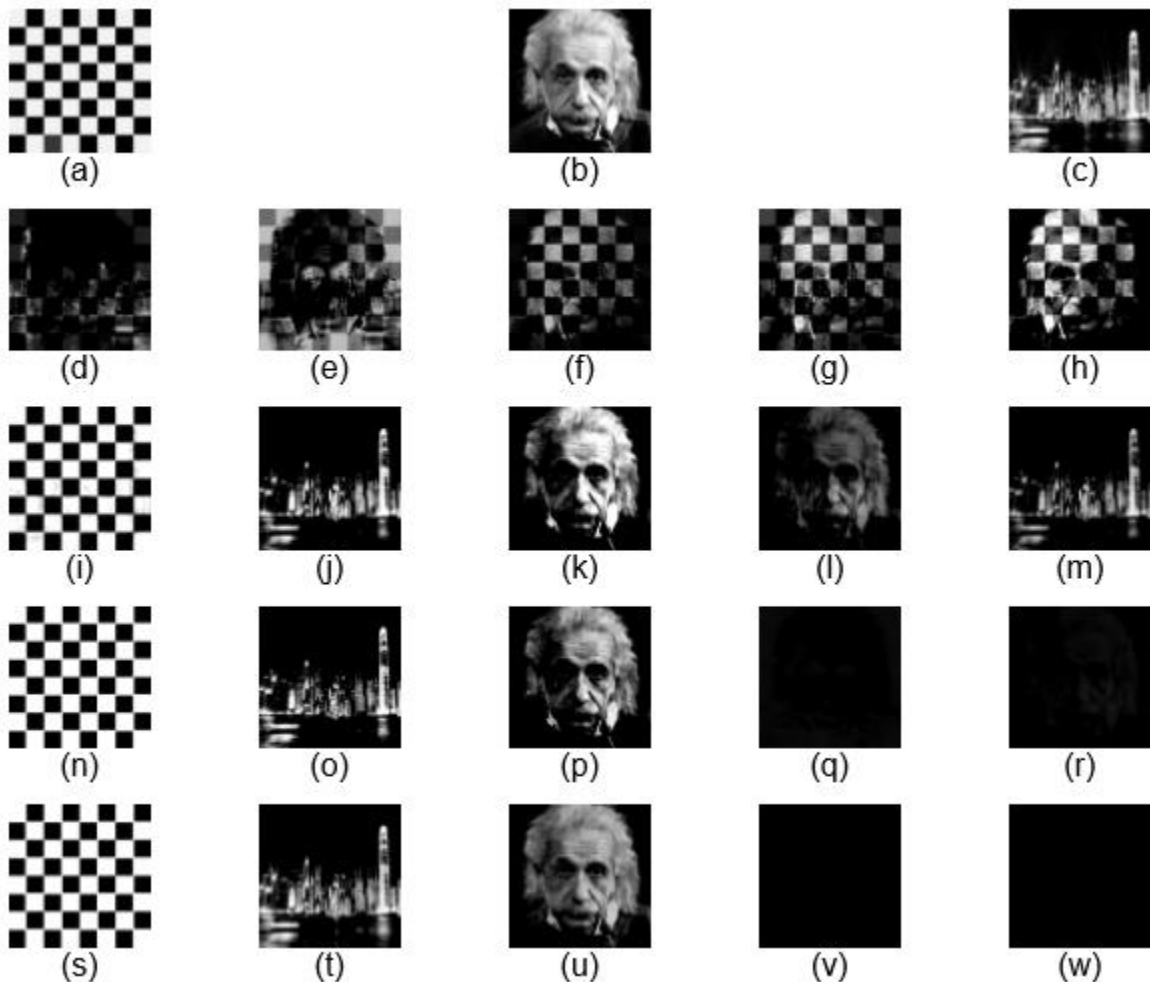 (a) (b) (c)
(d) (e) (f) (g) (h)
(i) (j) (k) (l) (m)
(n) (o) (p) (q) (r)
(s) (t) (u) (v) (w)